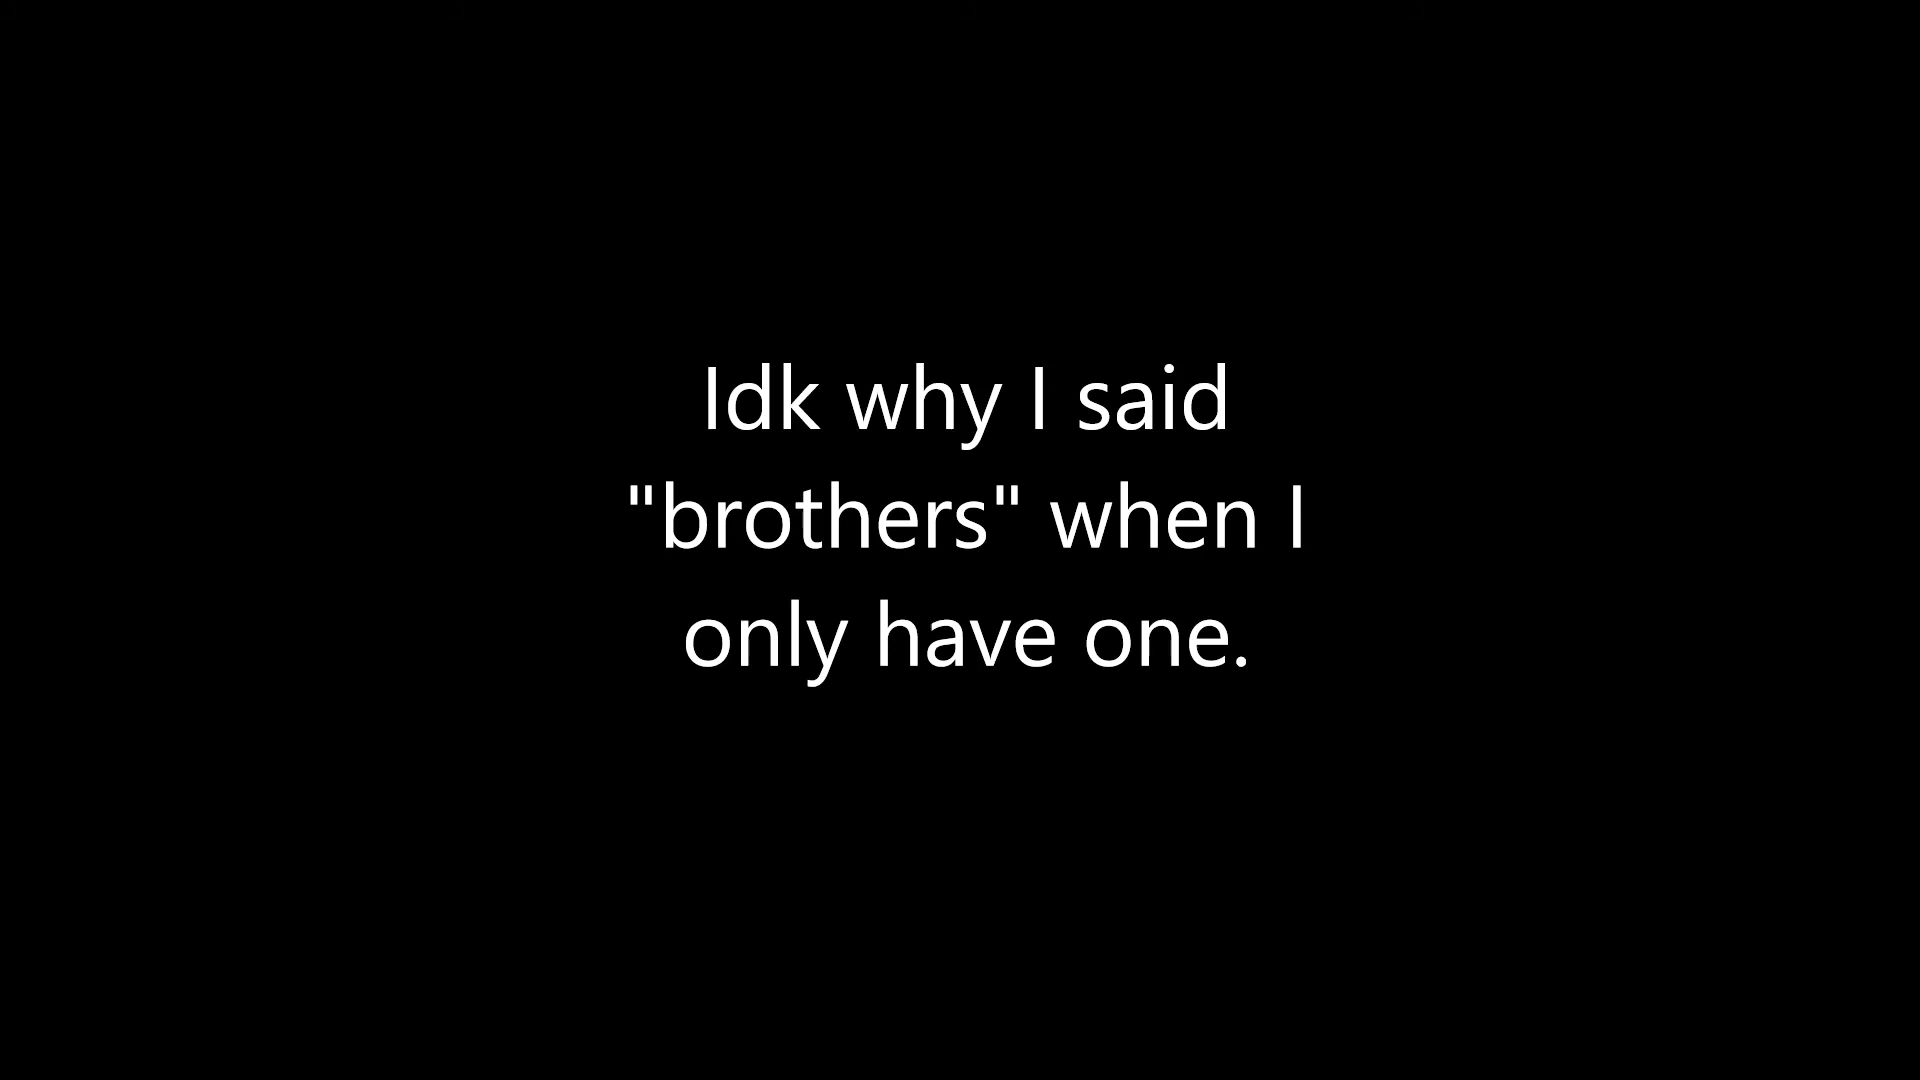 Idk why I said
"brothers" when I
only have one.